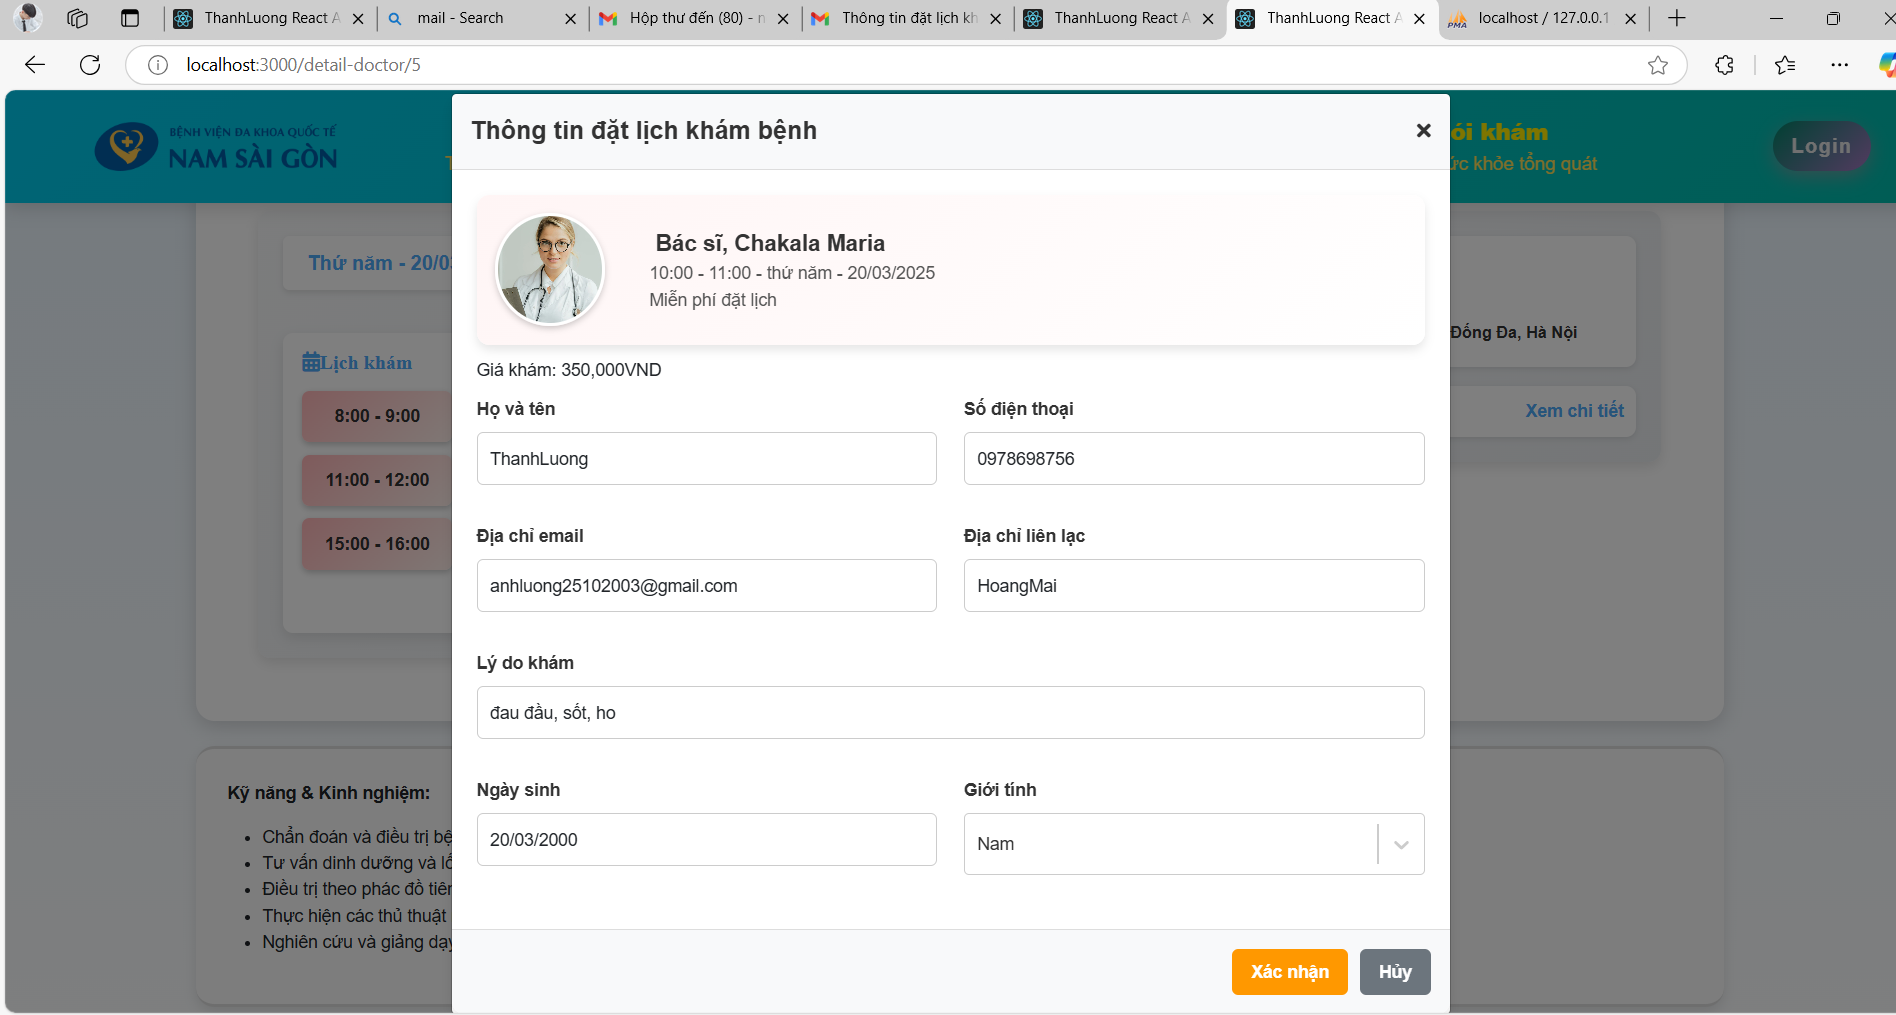 ThanhLuong React A
mail - Search
Hộp thư đến (80) - n
Thông tin đặt lịch kh
ThanhLuong React A
ThanhLuong React A
localhost / 127.0.0.1
localhost:3000/detail-doctor/5
BỆNH VIỆN ĐA KHOA QUỐC TẾ
NAM SÀI GÒN
ói khám
ức khỏe tổng quát
Login
Thông tin đặt lịch khám bệnh
Bác sĩ, Chakala Maria
10:00 - 11:00 - thứ năm - 20/03/2025
Miễn phí đặt lịch
Thứ năm - 20/03
Lịch khám
8:00 - 9:00
11:00 - 12:00
15:00 - 16:00
Đống Đa, Hà Nội
Xem chi tiết
Giá khám: 350,000VND
Họ và tên
Số điện thoại
ThanhLuong
0978698756
Địa chỉ email
Địa chỉ liên lạc
anhluong25102003@gmail.com
HoangMai
Lý do khám
đau đầu, sốt, ho
Ngày sinh
Giới tính
20/03/2000
Nam
Kỹ năng & Kinh nghiệm:
Chẩn đoán và điều trị bệ
Tư vấn dinh dưỡng và lố
Điều trị theo phác đồ tiên
Thực hiện các thủ thuật
Nghiên cứu và giảng dạy
Xác nhận
Hủy